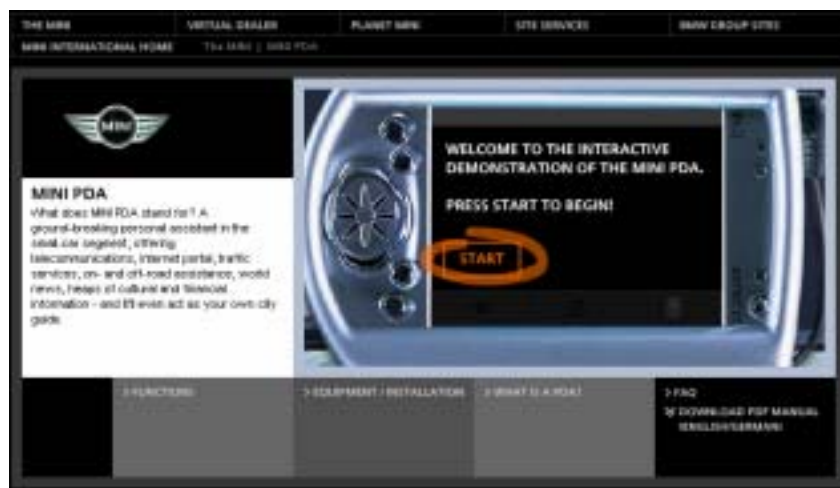 THE MINI
VIRTUAL DEALER
PLANET MINI
SITE SERVICES
BMW GROUP SITES
MINI INTERNATIONAL HOME
The MINI | MINI PDA
MINI
WELCOME TO THE INTERACTIVE
DEMONSTRATION OF THE MINI PDA.
PRESS START TO BEGIN!
START
MINI PDA
What does MINI PDA stand for? A
ground-breaking personal assistant in the
small-car segment, offering
telecommunications, internet portal, traffic
services, on- and off-road assistance, world
news, heaps of cultural and financial
information - and it'll even act as your own city
guide.
> FUNCTIONS
> EQUIPMENT / INSTALLATION
> WHAT IS A PDA?
> FAQ
DOWNLOAD PDF MANUAL
(ENGLISH/GERMAN)